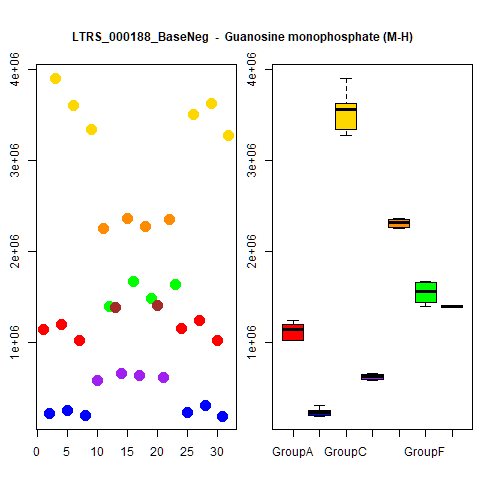 LTRS_000188_BaseNeg - Guanosine monophosphate (M-H)
4e+06
3e+06
2e+06
1e+06
0 5 10 15 20 25 30
4e+06
3e+06
2e+06
1e+06
GroupA GroupC GroupF